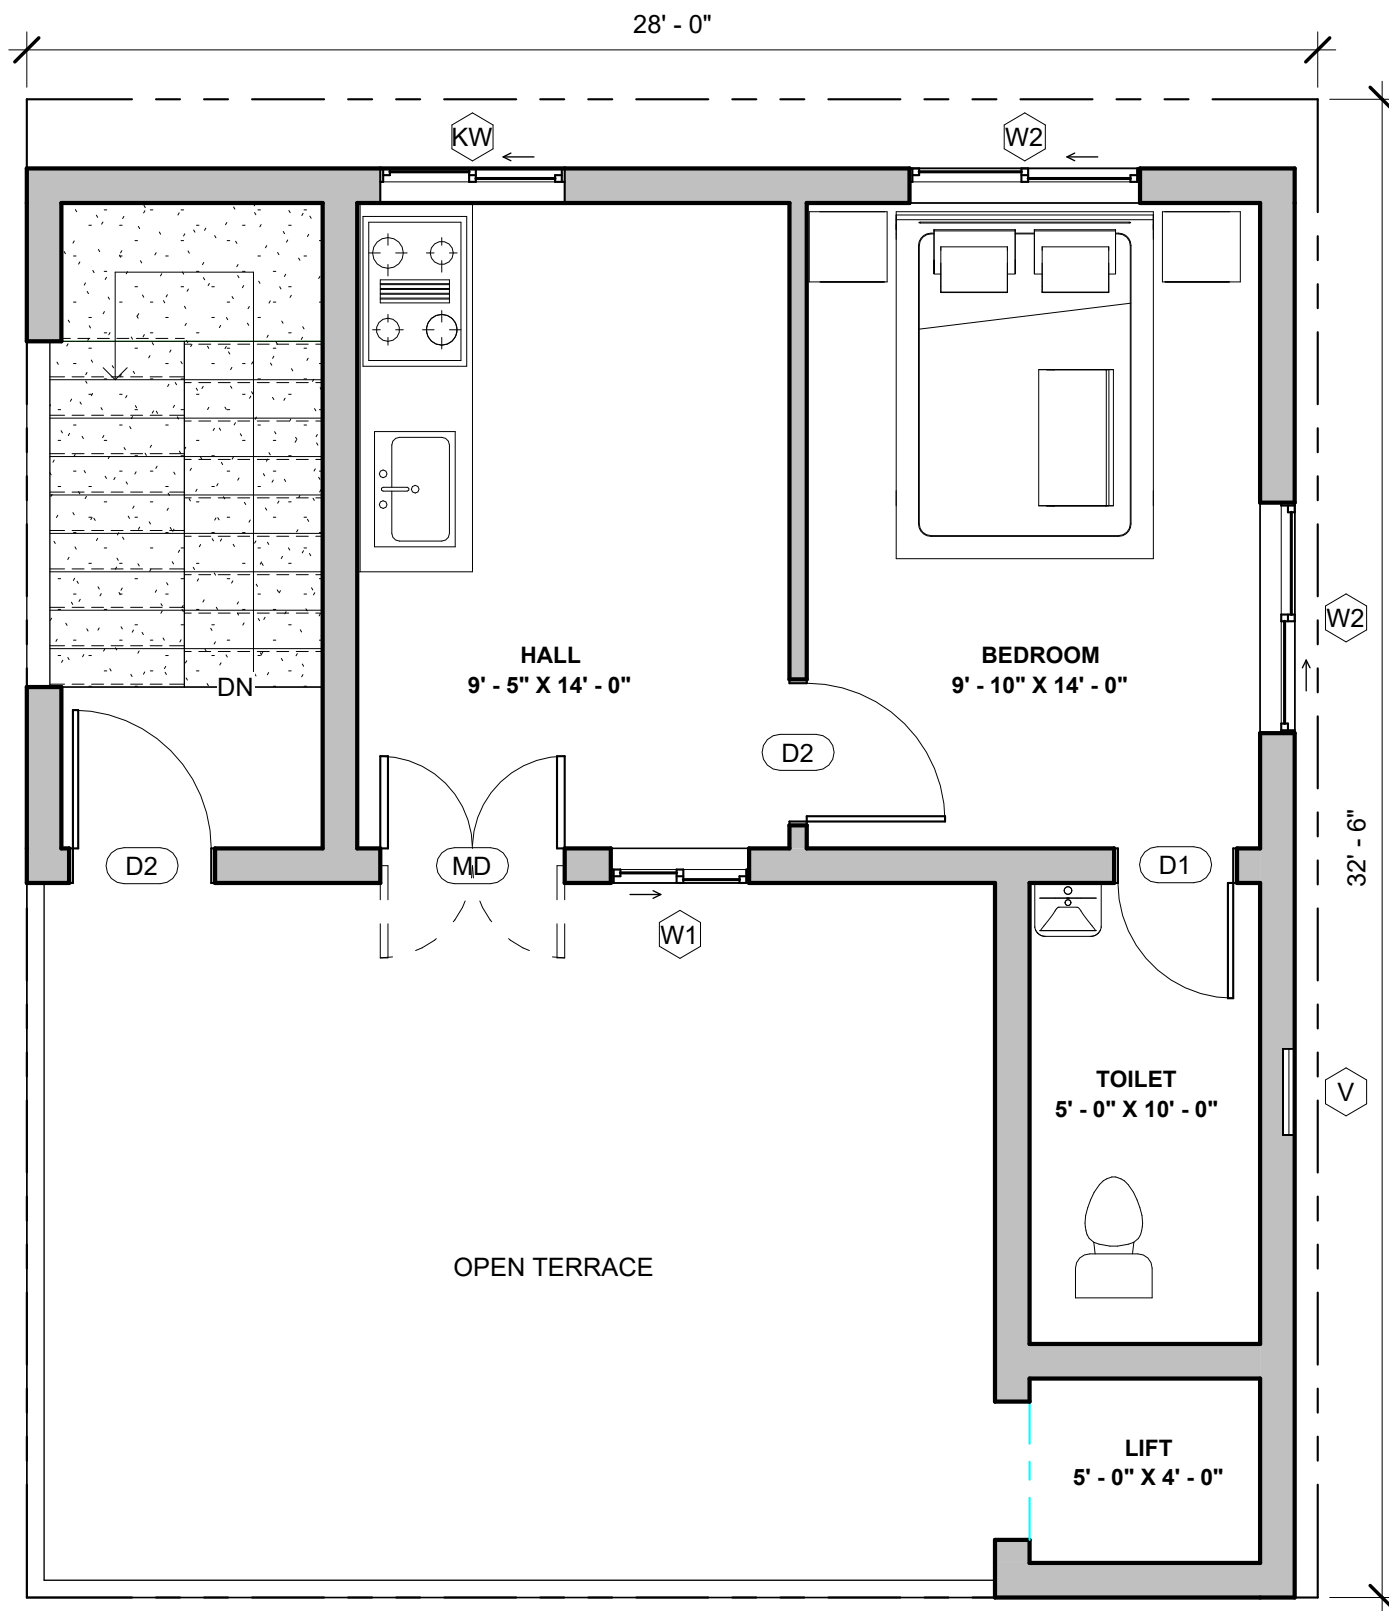 28' - 0"
KW
W2
HALL
9' - 5" X 14' - 0"
BEDROOM
9' - 10" X 14' - 0"
W2
DN
D2
D2
MD
D1
32' - 6"
W1
TOILET
5' - 0" X 10' - 0"
V
OPEN TERRACE
LIFT
5' - 0" X 4' - 0"